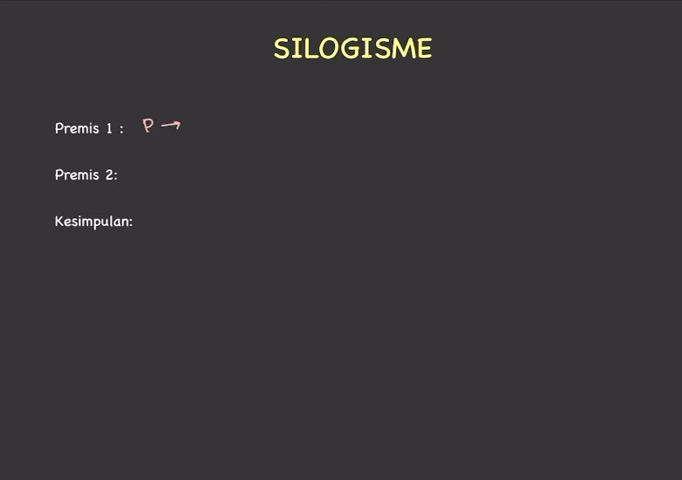 SILOGISME
Premis 1 : P →
Premis 2:
Kesimpulan: